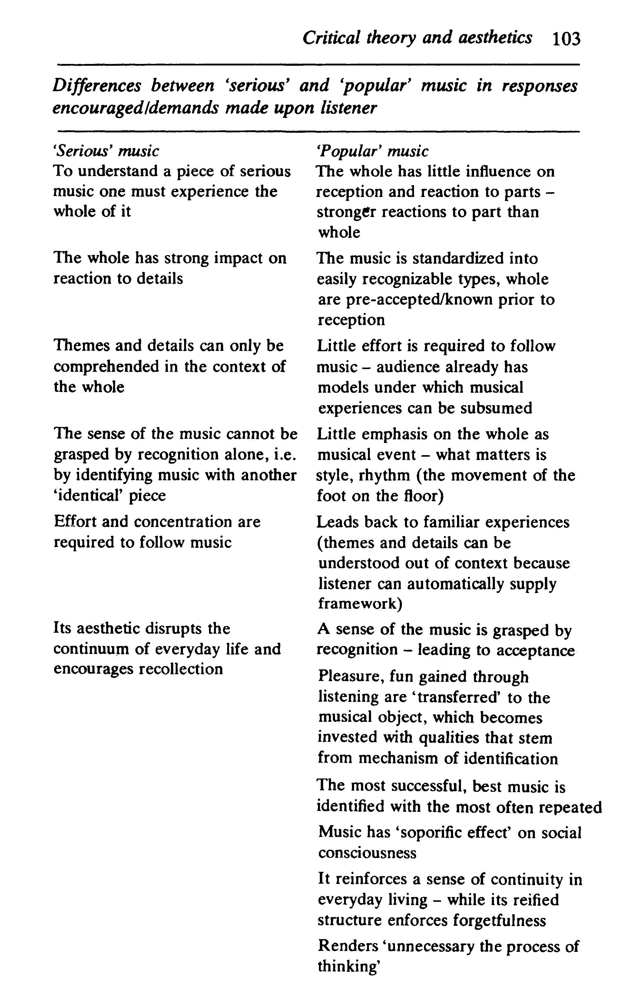 Critical theory and aesthetics 103
Differences between ‘serious’ and ‘popular’ music in responses
encouraged/demands made upon listener
‘Serious’ music
To understand a piece of serious
music one must experience the
whole of it
The whole has strong impact on
reaction to details
Themes and details can only be
comprehended in the context of
the whole
The sense of the music cannot be
grasped by recognition alone, i.e.
by identifying music with another
‘identical’ piece
Effort and concentration are
required to follow music
Its aesthetic disrupts the
continuum of everyday life and
encourages recollection
‘Popular’ music
The whole has little influence on
reception and reaction to parts –
stronger reactions to part than
whole
The music is standardized into
easily recognizable types, whole
are pre-accepted/known prior to
reception
Little effort is required to follow
music – audience already has
models under which musical
experiences can be subsumed
Little emphasis on the whole as
musical event – what matters is
style, rhythm (the movement of the
foot on the floor)
Leads back to familiar experiences
(themes and details can be
understood out of context because
listener can automatically supply
framework)
A sense of the music is grasped by
recognition – leading to acceptance
Pleasure, fun gained through
listening are ‘transferred’ to the
musical object, which becomes
invested with qualities that stem
from mechanism of identification
The most successful, best music is
identified with the most often repeated
Music has ‘soporific effect’ on social
consciousness
It reinforces a sense of continuity in
everyday living – while its reified
structure enforces forgetfulness
Renders ‘unnecessary the process of
thinking’